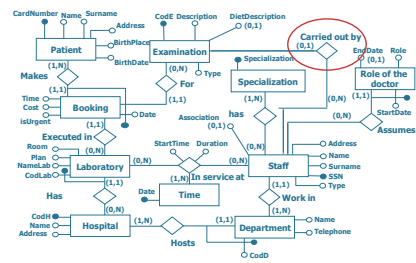 CardNumber Name Surname
Address
Patient
BirthPlace
BirthDate
CodE Description
DietDescription
(0,1)
Examination
Type
(0,1)
Carried out by
EndDate
(0,1)
Role
Role of the
doctor
(1,1)
StartDate
Assumes
Specialization
Specialization
(1,N)
has
Association
(0,1)
Makes
(1,N)
(1,1)
(1,N)
For
(1,1)
Time
Cost
isUrgent
Booking
Date
(1,1)
Executed in
(0,N)
Room
Plan
NameLab
CodLab
Laboratory
(0,N)
StartTime
Duration
In service at
(1,N)
Date
Time
(0,N)
(0,N)
(0,N)
(0,N)
Staff
Address
Name
Surname
SSN
Type
(1,1)
Work in
(1,N)
(1,1)
Has
(0,N)
CodH
Name
Address
Hospital
(1,N)
Hosts
(1,1)
Department
Name
Telephone
CodD